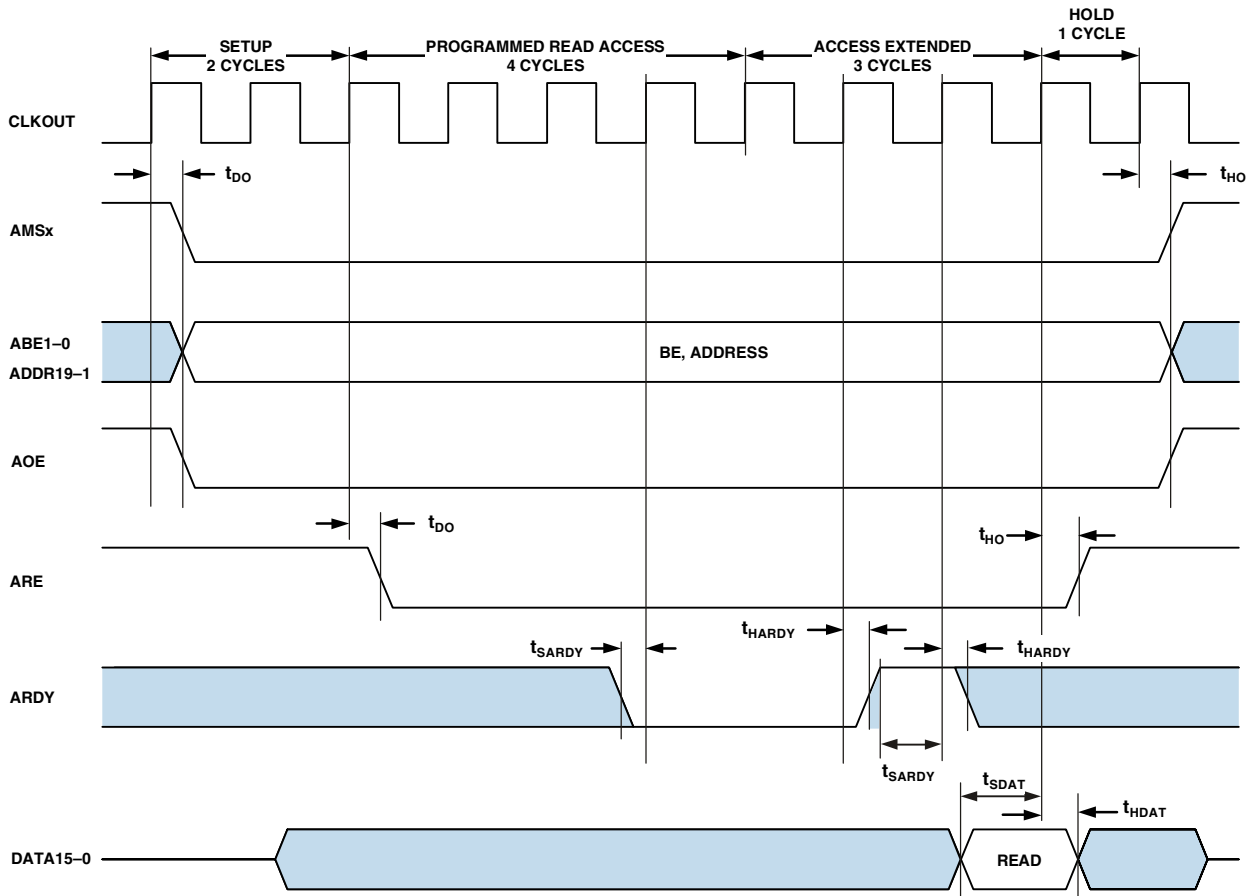 HOLD
1 CYCLE
SETUP
2 CYCLES
PROGRAMMED READ ACCESS
4 CYCLES
ACCESS EXTENDED
3 CYCLES
CLKOUT
tDO
tHO
AMSx
ABE1–0
ADDR19–1
BE, ADDRESS
AOE
tDO
tHO
ARE
tSARDY
tHARDY
tHARDY
ARDY
tSARDY
tSDAT
tHDAT
DATA15–0
READ